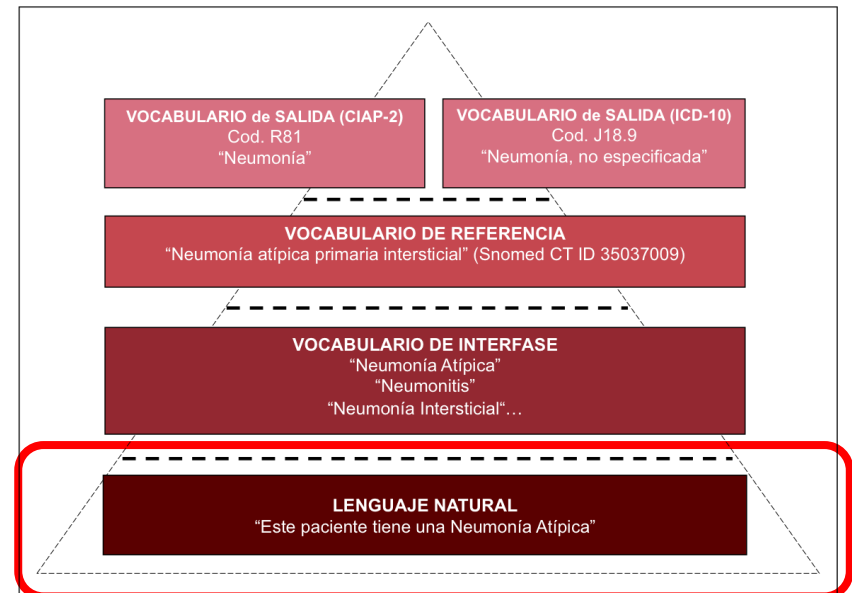 VOCABULARIO de SALIDA (CIAP-2)
Cod. R81
“Neumonía”
VOCABULARIO de SALIDA (ICD-10)
Cod. J18.9
“Neumonía, no especificada”
VOCABULARIO DE REFERENCIA
“Neumonía atípica primaria intersticial” (Snomed CT ID 35037009)
VOCABULARIO DE INTERFASE
“Neumonía Atípica”
“Neumonitis”
“Neumonía Intersticial“…
LENGUAJE NATURAL
“Este paciente tiene una Neumonía Atípica”